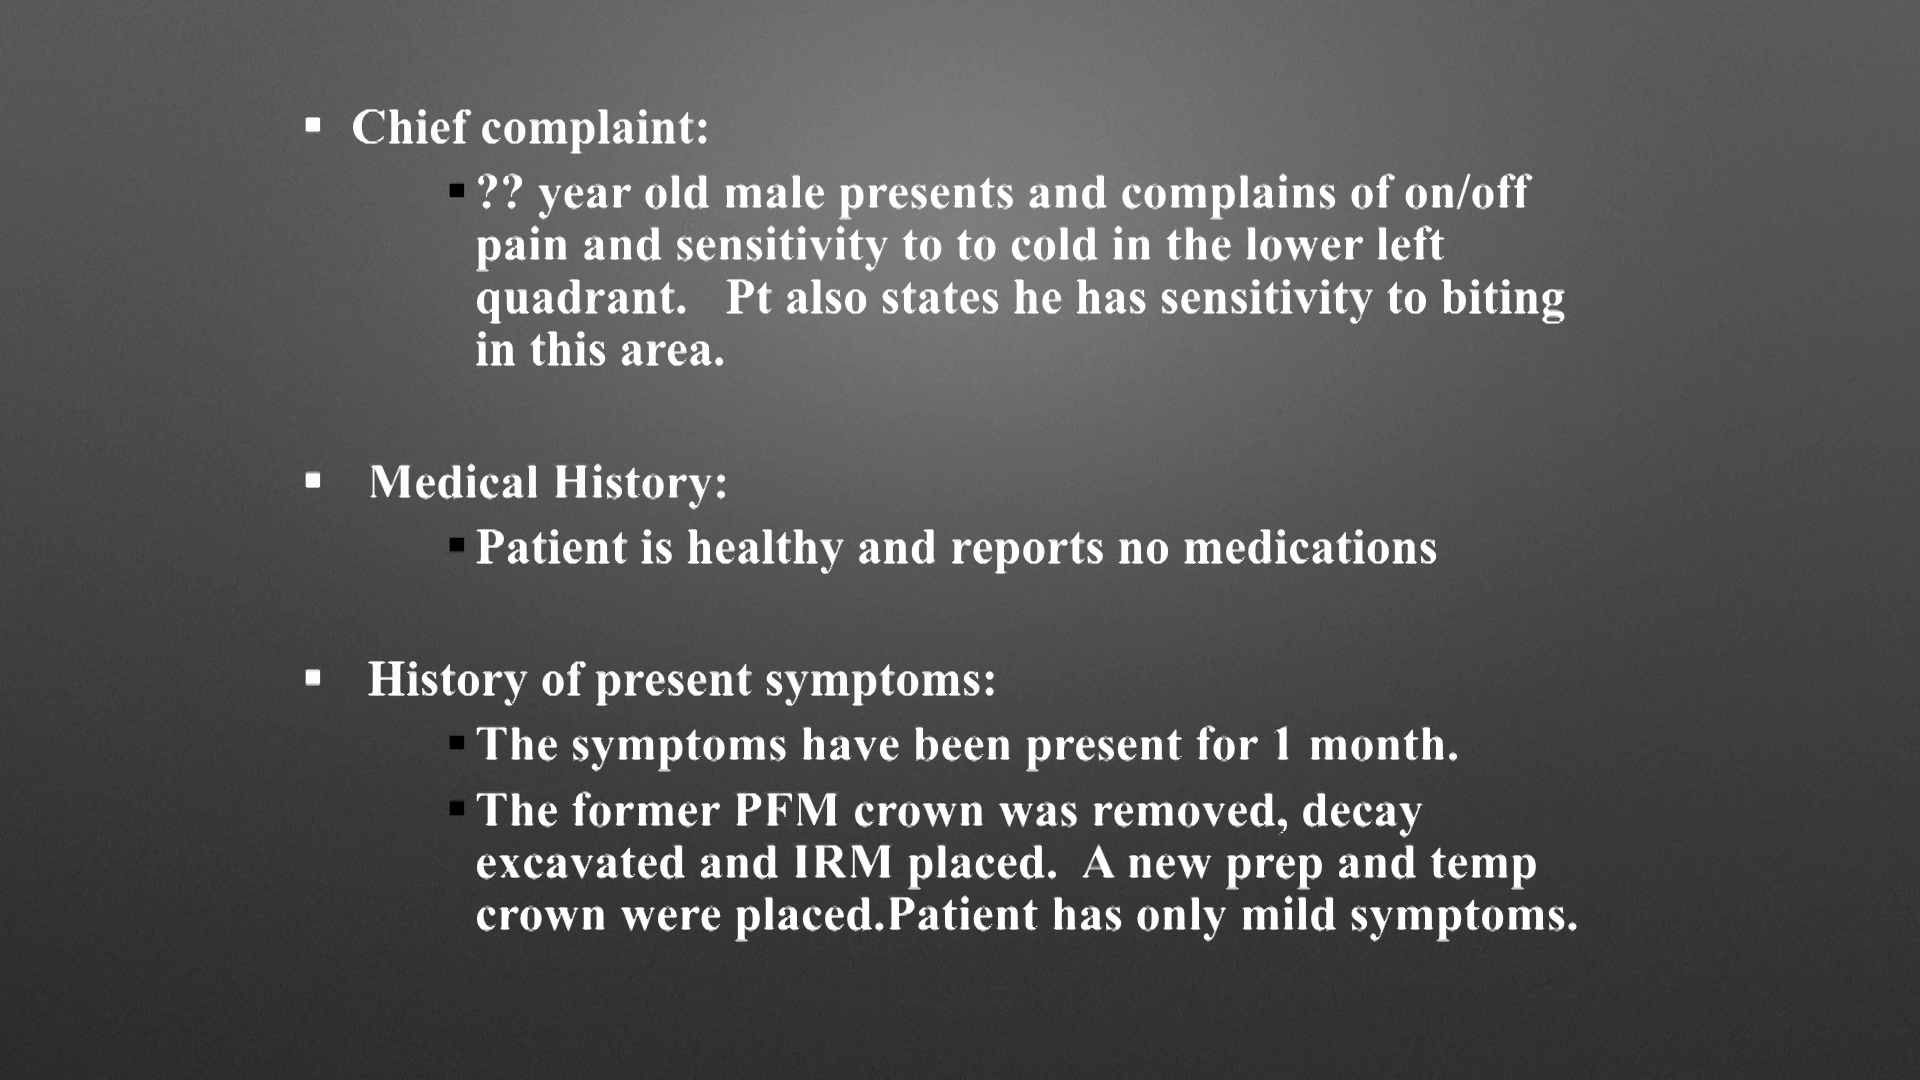 Chief complaint:
?? year old male presents and complains of on/off
pain and sensitivity to to cold in the lower left
quadrant.   Pt also states he has sensitivity to biting
in this area.
Medical History:
Patient is healthy and reports no medications
History of present symptoms:
The symptoms have been present for 1 month.
The former PFM crown was removed, decay
excavated and IRM placed.  A new prep and temp
crown were placed.Patient has only mild symptoms.